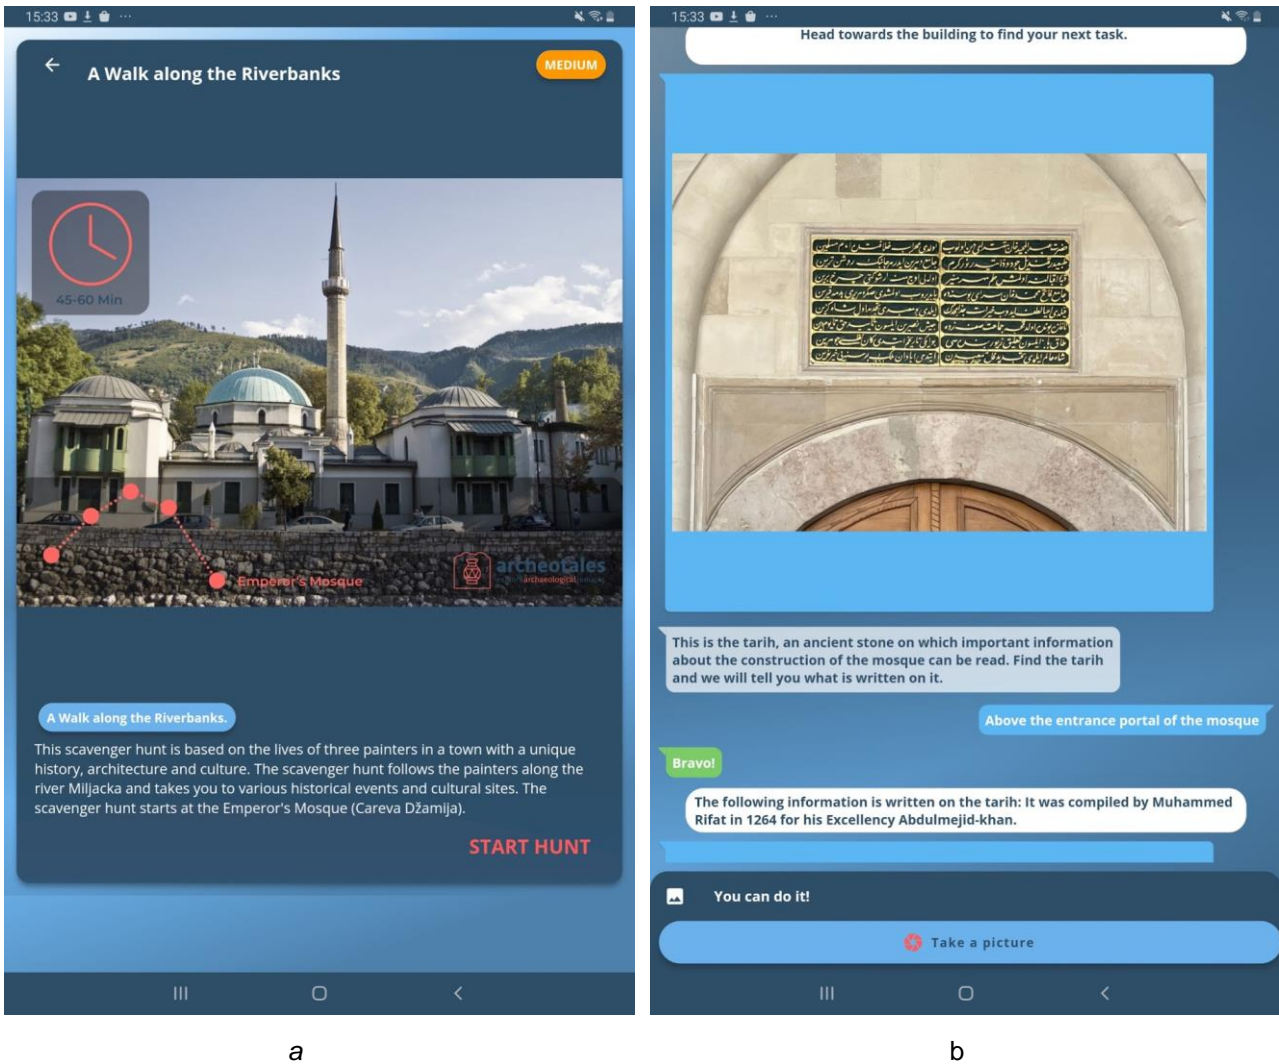 15:33
A Walk along the Riverbanks
MEDIUM
45-60 Min
Emperor's Mosque
archeotales
archaeological
A Walk along the Riverbanks.
This scavenger hunt is based on the lives of three painters in a town with a unique
history, architecture and culture. The scavenger hunt follows the painters along the
river Miljacka and takes you to various historical events and cultural sites. The
scavenger hunt starts at the Emperor's Mosque (Careva Džamija).
START HUNT
a
15:33
Head towards the building to find your next task.
This is the tarih, an ancient stone on which important information
about the construction of the mosque can be read. Find the tarih
and we will tell you what is written on it.
Above the entrance portal of the mosque
Bravo!
The following information is written on the tarih: It was compiled by Muhammed
Rifat in 1264 for his Excellency Abdulmejid-khan.
You can do it!
Take a picture
b